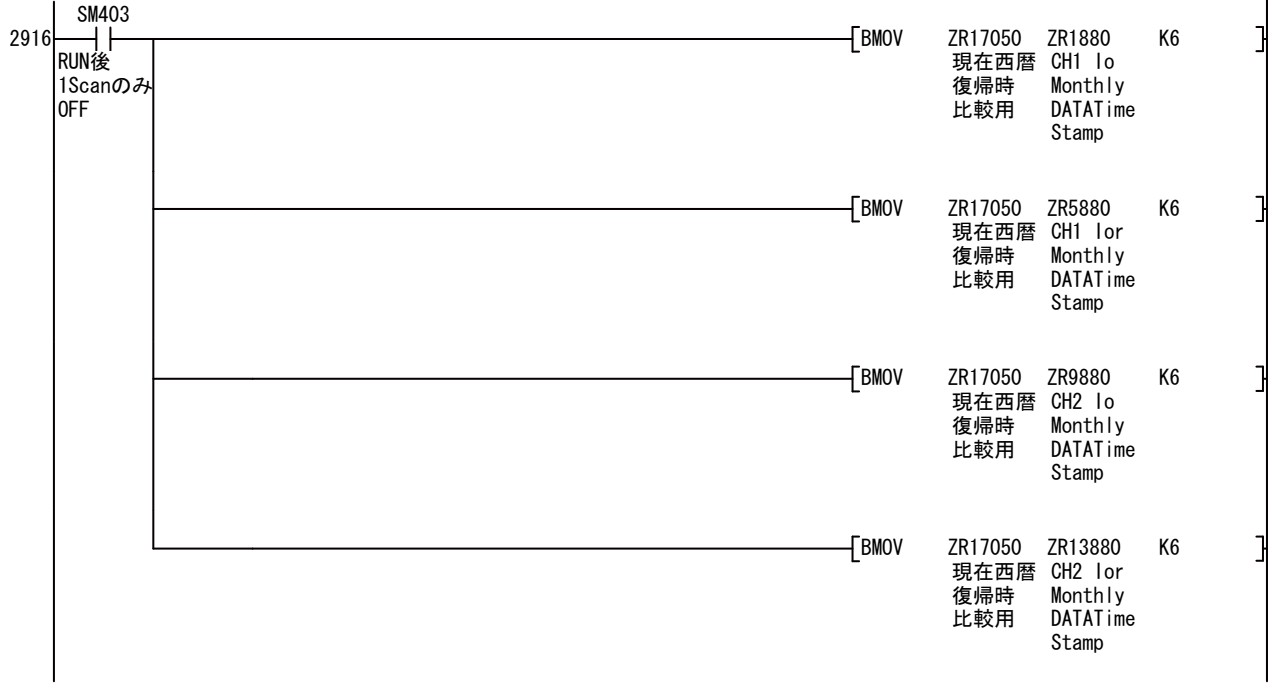 SM403
2916
BMOV ZR17050 ZR1880 K6
RUN後 現在西暦 CH1 Io
1Scanのみ 復帰時 Monthly
OFF 比較用 DATATime
Stamp
BMOV ZR17050 ZR5880 K6
現在西暦 CH1 Ior
復帰時 Monthly
比較用 DATATime
Stamp
BMOV ZR17050 ZR9880 K6
現在西暦 CH2 Io
復帰時 Monthly
比較用 DATATime
Stamp
BMOV ZR17050 ZR13880 K6
現在西暦 CH2 Ior
復帰時 Monthly
比較用 DATATime
Stamp